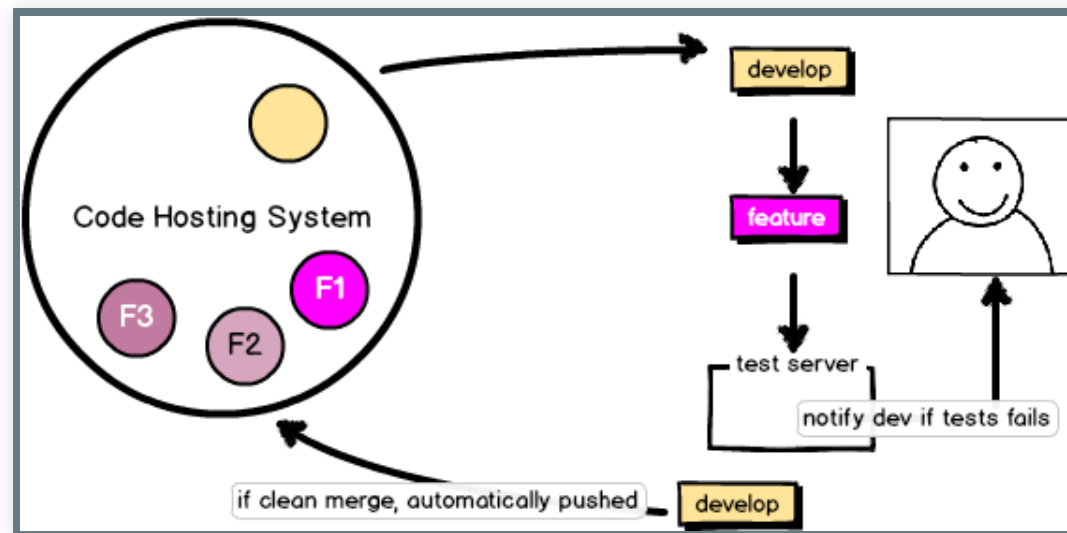 develop
Code Hosting System
feature
F1
F3
F2
test server
notify dev if tests fails
if clean merge, automatically pushed
develop